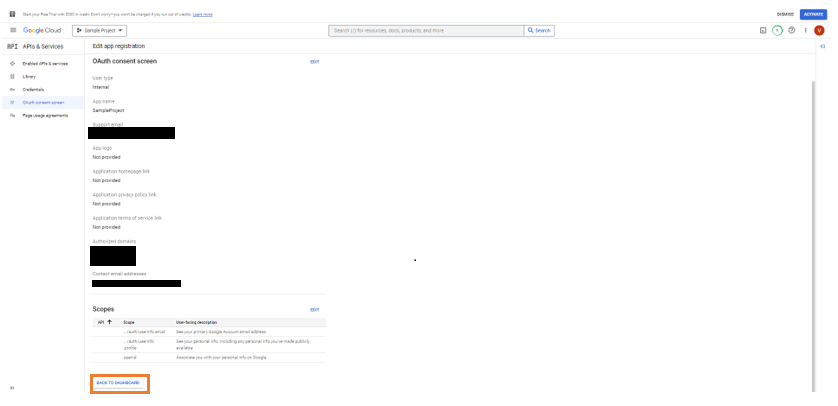 Start your Free Trial with $300 in credit. Don't worry—you won't be charged if you run out of credits. Learn more
DISMISS
ACTIVATE
Google Cloud
Sample Project
Search (/) for resources, docs, products, and more
Search
1
V
API APIs & Services
Edit app registration
Enabled APIs & services
Library
Credentials
OAuth consent screen
Page usage agreements
OAuth consent screen
EDIT
User type
Internal
App name
SampleProject
Support email
App logo
Not provided
Application homepage link
Not provided
Application privacy policy link
Not provided
Application terms of service link
Not provided
Authorized domains
Contact email addresses
Scopes
EDIT
API Scope User-facing description
.../auth/userinfo.email See your primary Google Account email address
.../auth/userinfo See your personal info, including any personal info you've made publicly
.profile available
openid Associate you with your personal info on Google
BACK TO DASHBOARD